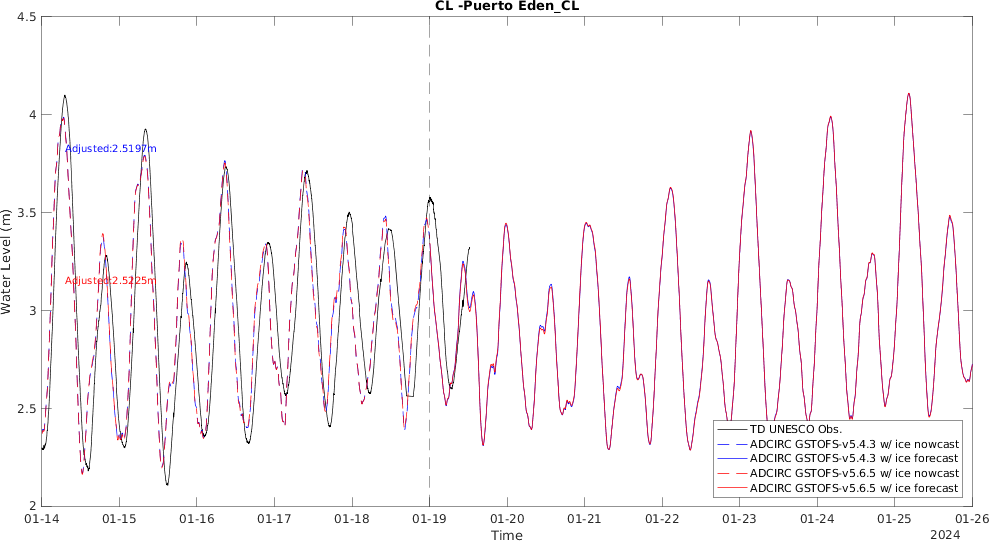 CL -Puerto Eden_CL
4.5
4
3.5
3
2.5
2
Water Level (m)
Adjusted:2.5197m
Adjusted:2.5225m
TD UNESCO Obs.
ADCIRC GSTOFS-v5.4.3 w/ ice nowcast
ADCIRC GSTOFS-v5.4.3 w/ ice forecast
ADCIRC GSTOFS-v5.6.5 w/ ice nowcast
ADCIRC GSTOFS-v5.6.5 w/ ice forecast
01-14 01-15 01-16 01-17 01-18 01-19 01-20 01-21 01-22 01-23 01-24 01-25 01-26
Time
2024